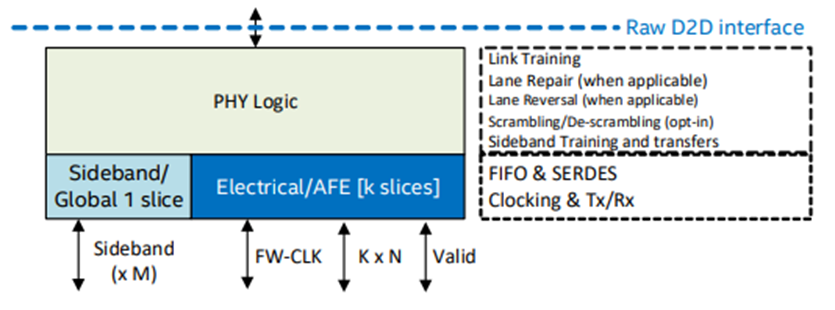 Raw D2D interface
PHY Logic
Link Training
Lane Repair (when applicable)
Lane Reversal (when applicable)
Scrambling/De-scrambling (opt-in)
Sideband Training and transfers
Sideband/
Global 1 slice
Electrical/AFE [k slices]
FIFO & SERDES
Clocking & Tx/Rx
Sideband
(x M)
FW-CLK
K x N
Valid